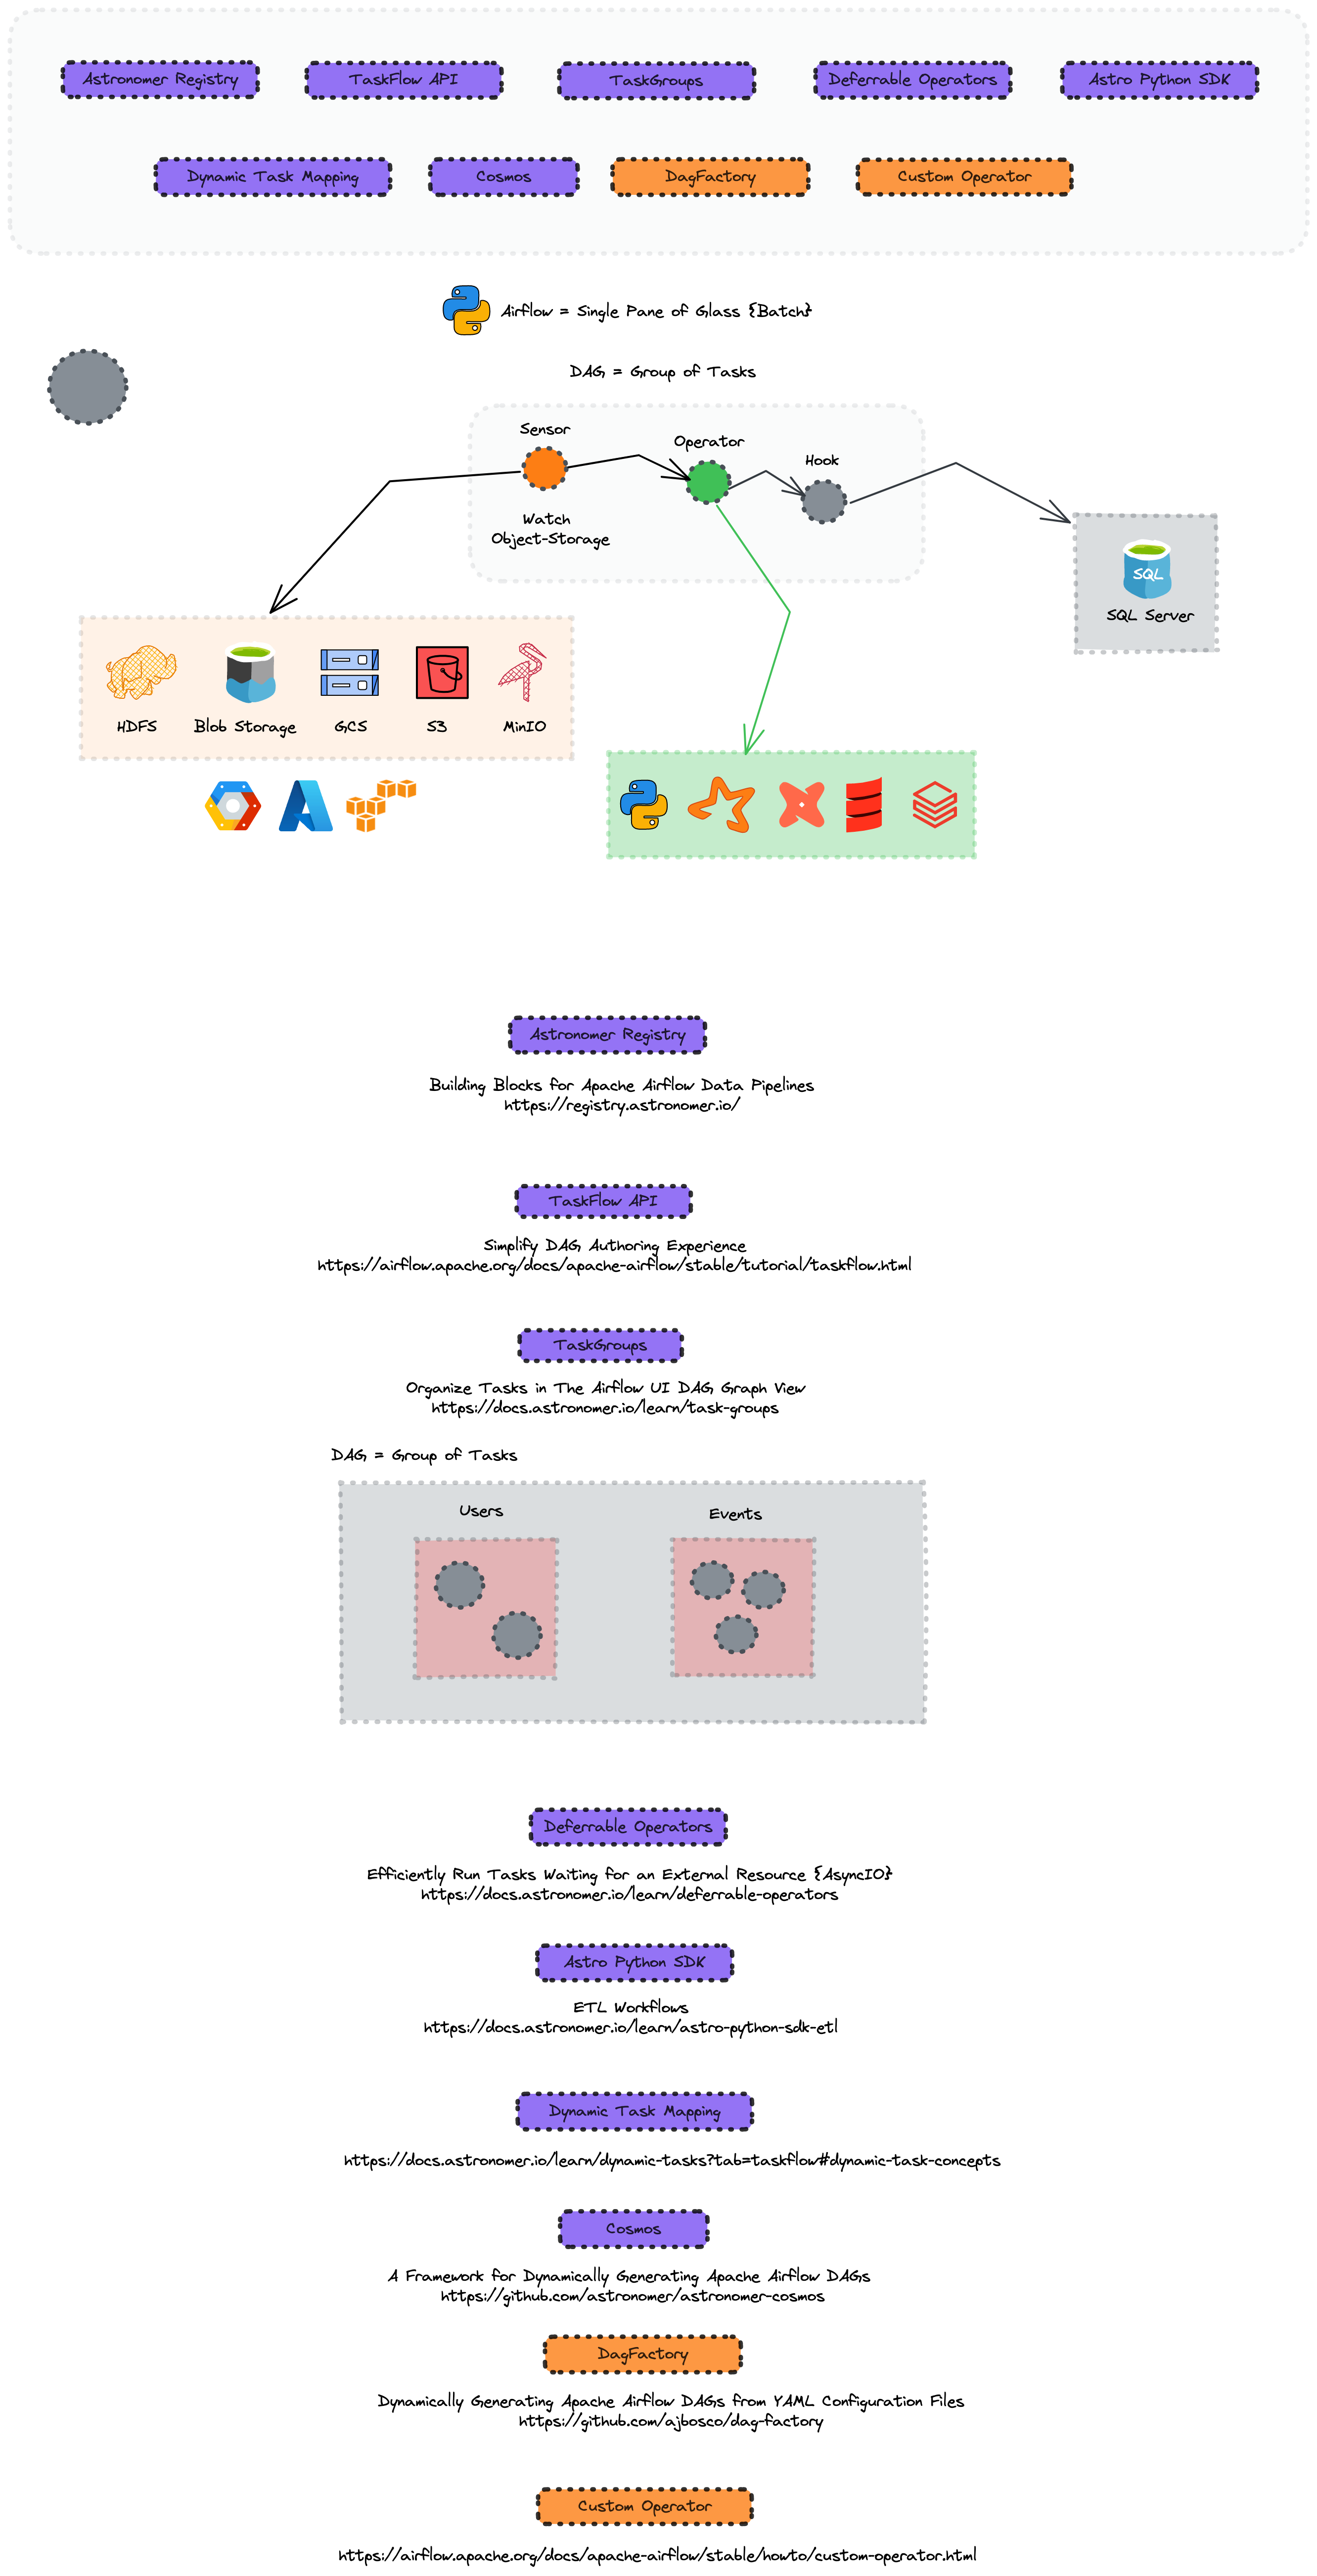 Astronomer Registry
TaskFlow API
TaskGroups
Deferrable Operators
Astro Python SDK
Dynamic Task Mapping
Cosmos
DagFactory
Custom Operator
Airflow = Single Pane of Glass {Batch}
DAG = Group of Tasks
Sensor
Operator
Hook
Watch
Object-Storage
SQL
SQL Server
HDFS
Blob Storage
GCS
S3
MinIO
Astronomer Registry
Building Blocks for Apache Airflow Data Pipelines
https://registry.astronomer.io/
TaskFlow API
Simplify DAG Authoring Experience
https://airflow.apache.org/docs/apache-airflow/stable/tutorial/taskflow.html
TaskGroups
Organize Tasks in The Airflow UI DAG Graph View
https://docs.astronomer.io/learn/task-groups
DAG = Group of Tasks
Users
Events
Deferrable Operators
Efficiently Run Tasks Waiting for an External Resource {AsyncIO}
https://docs.astronomer.io/learn/deferrable-operators
Astro Python SDK
ETL Workflows
https://docs.astronomer.io/learn/astro-python-sdk-etl
Dynamic Task Mapping
https://docs.astronomer.io/learn/dynamic-tasks?tab=taskflow#dynamic-task-concepts
Cosmos
A Framework for Dynamically Generating Apache Airflow DAGs
https://github.com/astronomer/astronomer-cosmos
DagFactory
Dynamically Generating Apache Airflow DAGs from YAML Configuration Files
https://github.com/ajbosco/dag-factory
Custom Operator
https://airflow.apache.org/docs/apache-airflow/stable/howto/custom-operator.html